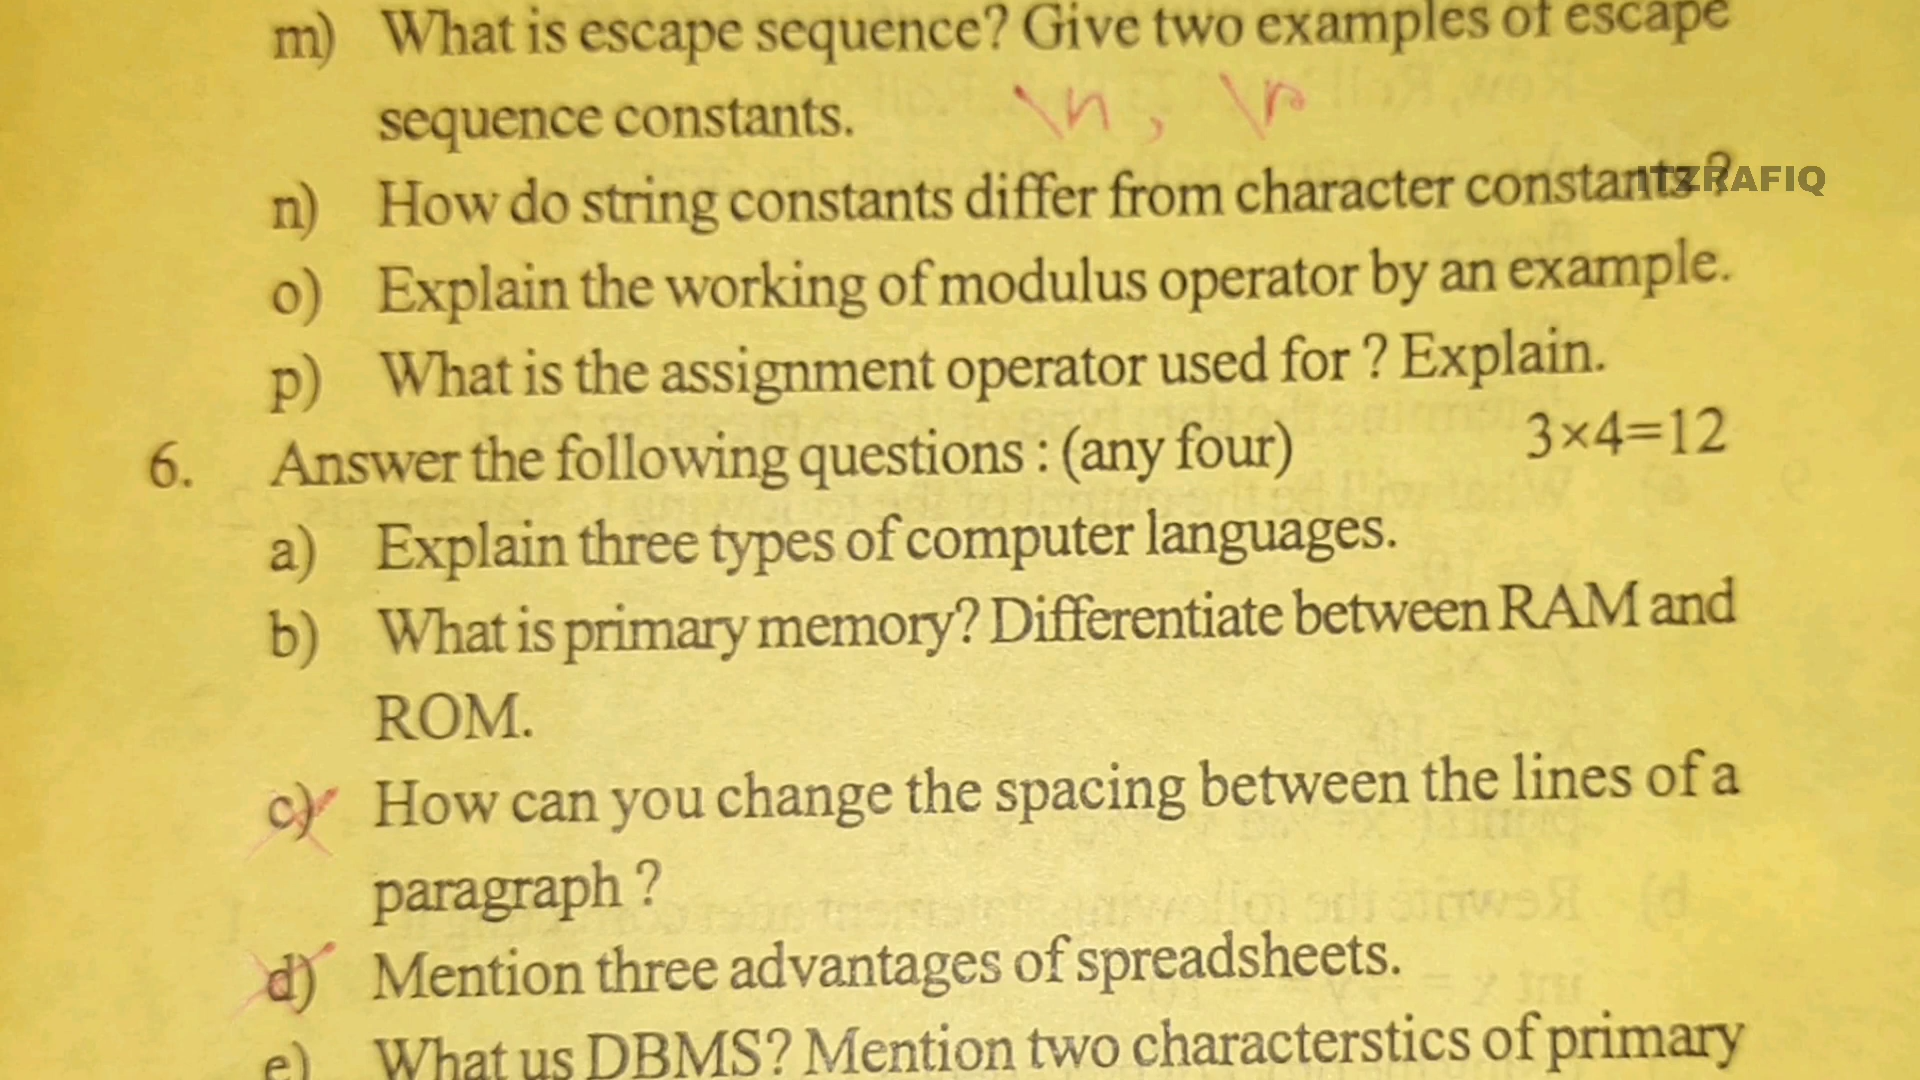 m) What is escape sequence? Give two examples of escape
sequence constants. \n, \r
n) How do string constants differ from character constants?
ITZRAFIQ
o) Explain the working of modulus operator by an example.
p) What is the assignment operator used for ? Explain.
6. Answer the following questions : (any four) 3×4=12
a) Explain three types of computer languages.
b) What is primary memory? Differentiate between RAM and
ROM.
c) How can you change the spacing between the lines of a
paragraph ?
d) Mention three advantages of spreadsheets.
e) What us DBMS? Mention two characterstics of primary